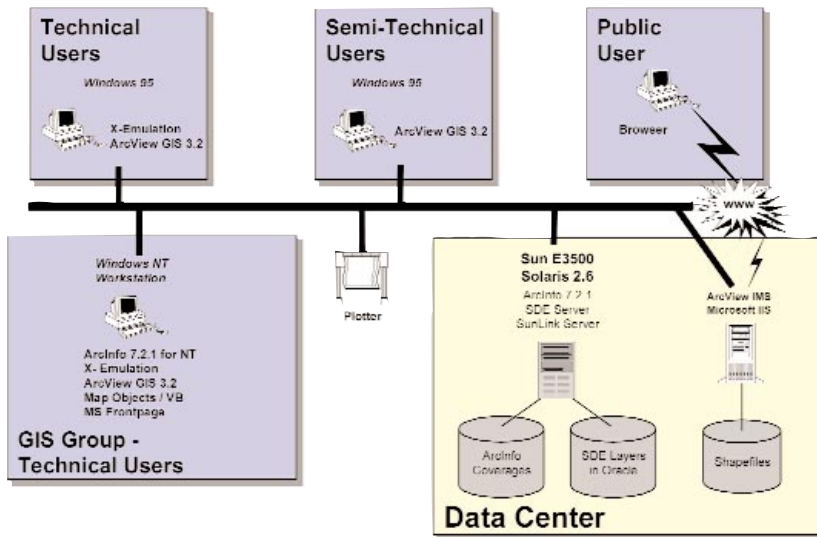 Technical
Users
Windows 95
X-Emulation
ArcView GIS 3.2
Semi-Technical
Users
Windows 95
ArcView GIS 3.2
Public
User
Browser
www
Windows NT
Workstation
ArcInfo 7.2.1 for NT
X- Emulation
ArcView GIS 3.2
Map Objects / VB
MS Frontpage
GIS Group -
Technical Users
Plotter
Sun E3500
Solaris 2.6
ArcInfo 7.2.1
SDE Server
SunLink Server
ArcInfo
Coverages
SDE Layers
in Oracle
ArcView IMS
Microsoft IIS
Shapefiles
Data Center